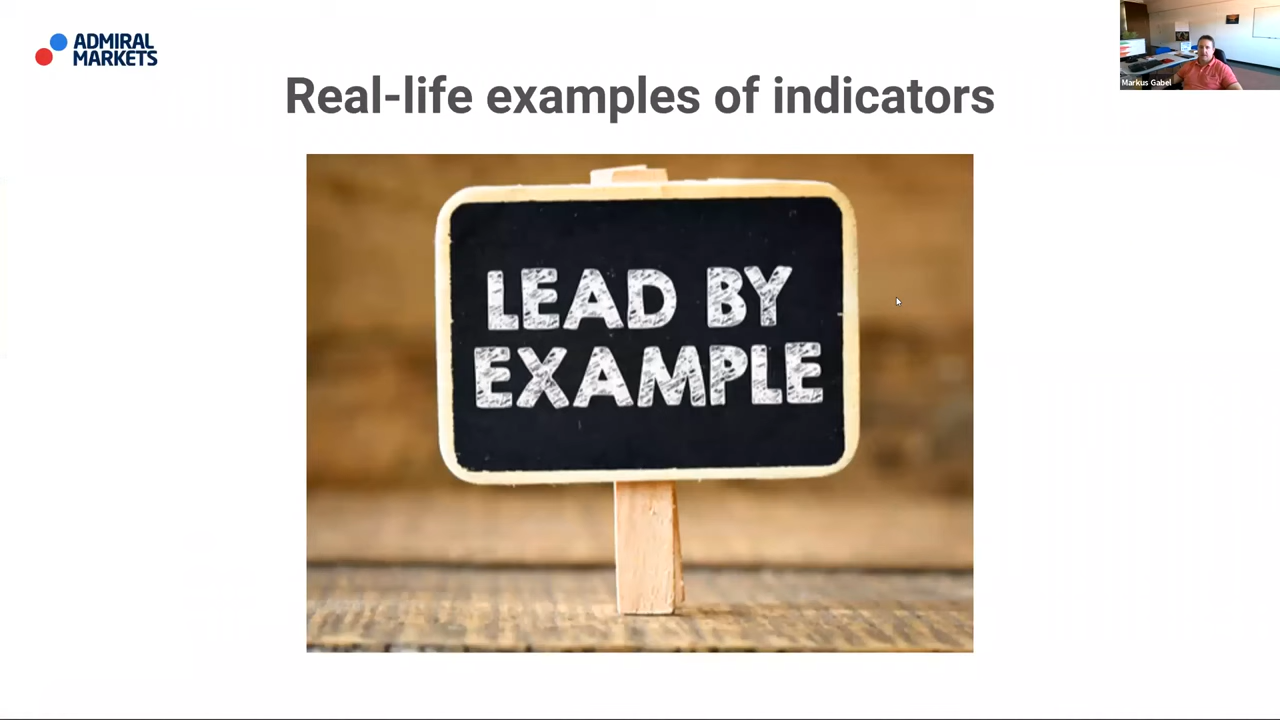 ADMIRAL
MARKETS
Real-life examples of indicators
LEAD BY
EXAMPLE
Markus Gabel